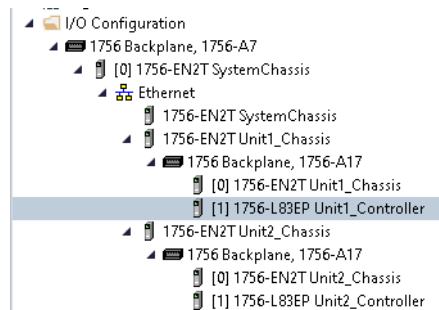 I/O Configuration
1756 Backplane, 1756-A7
[0] 1756-EN2T SystemChassis
Ethernet
1756-EN2T SystemChassis
1756-EN2T Unit1_Chassis
1756 Backplane, 1756-A17
[0] 1756-EN2T Unit1_Chassis
[1] 1756-L83EP Unit1_Controller
1756-EN2T Unit2_Chassis
1756 Backplane, 1756-A17
[0] 1756-EN2T Unit2_Chassis
[1] 1756-L83EP Unit2_Controller